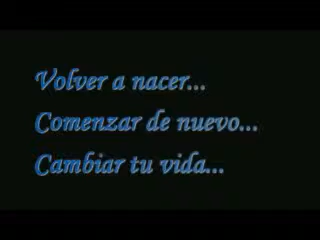 Volver a nacer...
Comenzar de nuevo...
Cambiar tu vida...